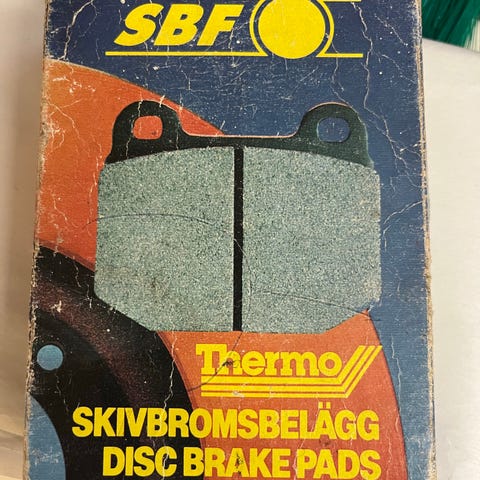 SBF
Thermo
SKIVBROMSBELÄGG
DISC BRAKE PADS